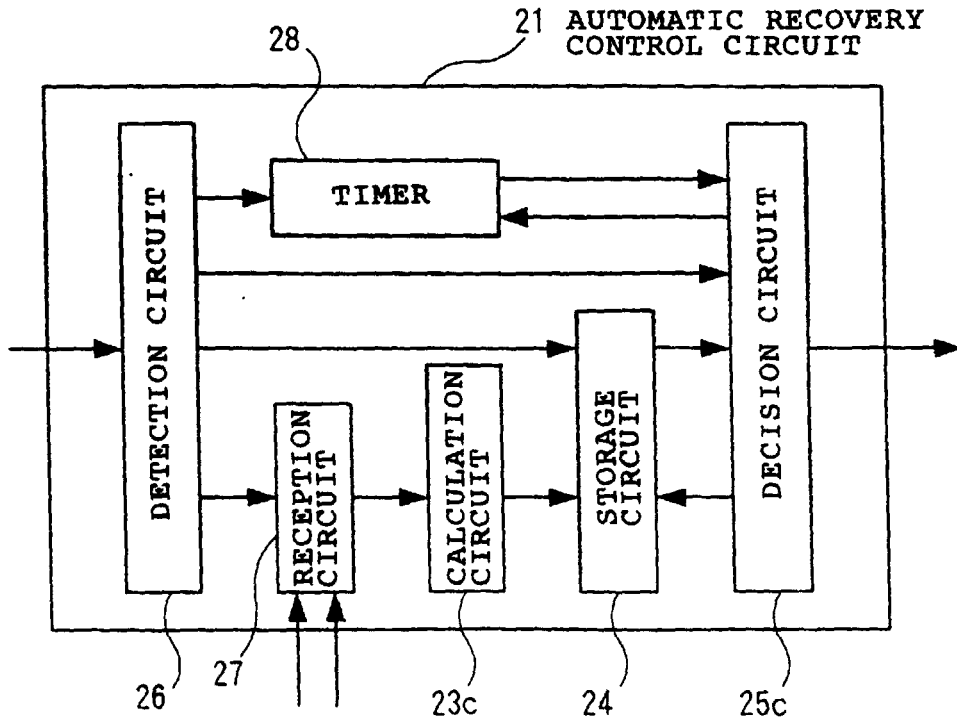 21 AUTOMATIC RECOVERY
CONTROL CIRCUIT
28
TIMER
DETECTION CIRCUIT
RECEPTION
CIRCUIT
CALCULATION
CIRCUIT
STORAGE
CIRCUIT
DECISION CIRCUIT
26
27
23c
24
25c